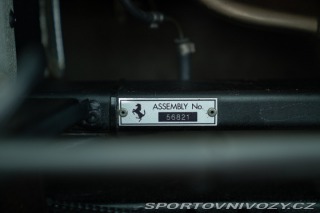 ASSEMBLY No.
56821
SPORTOVNIVOZY.CZ